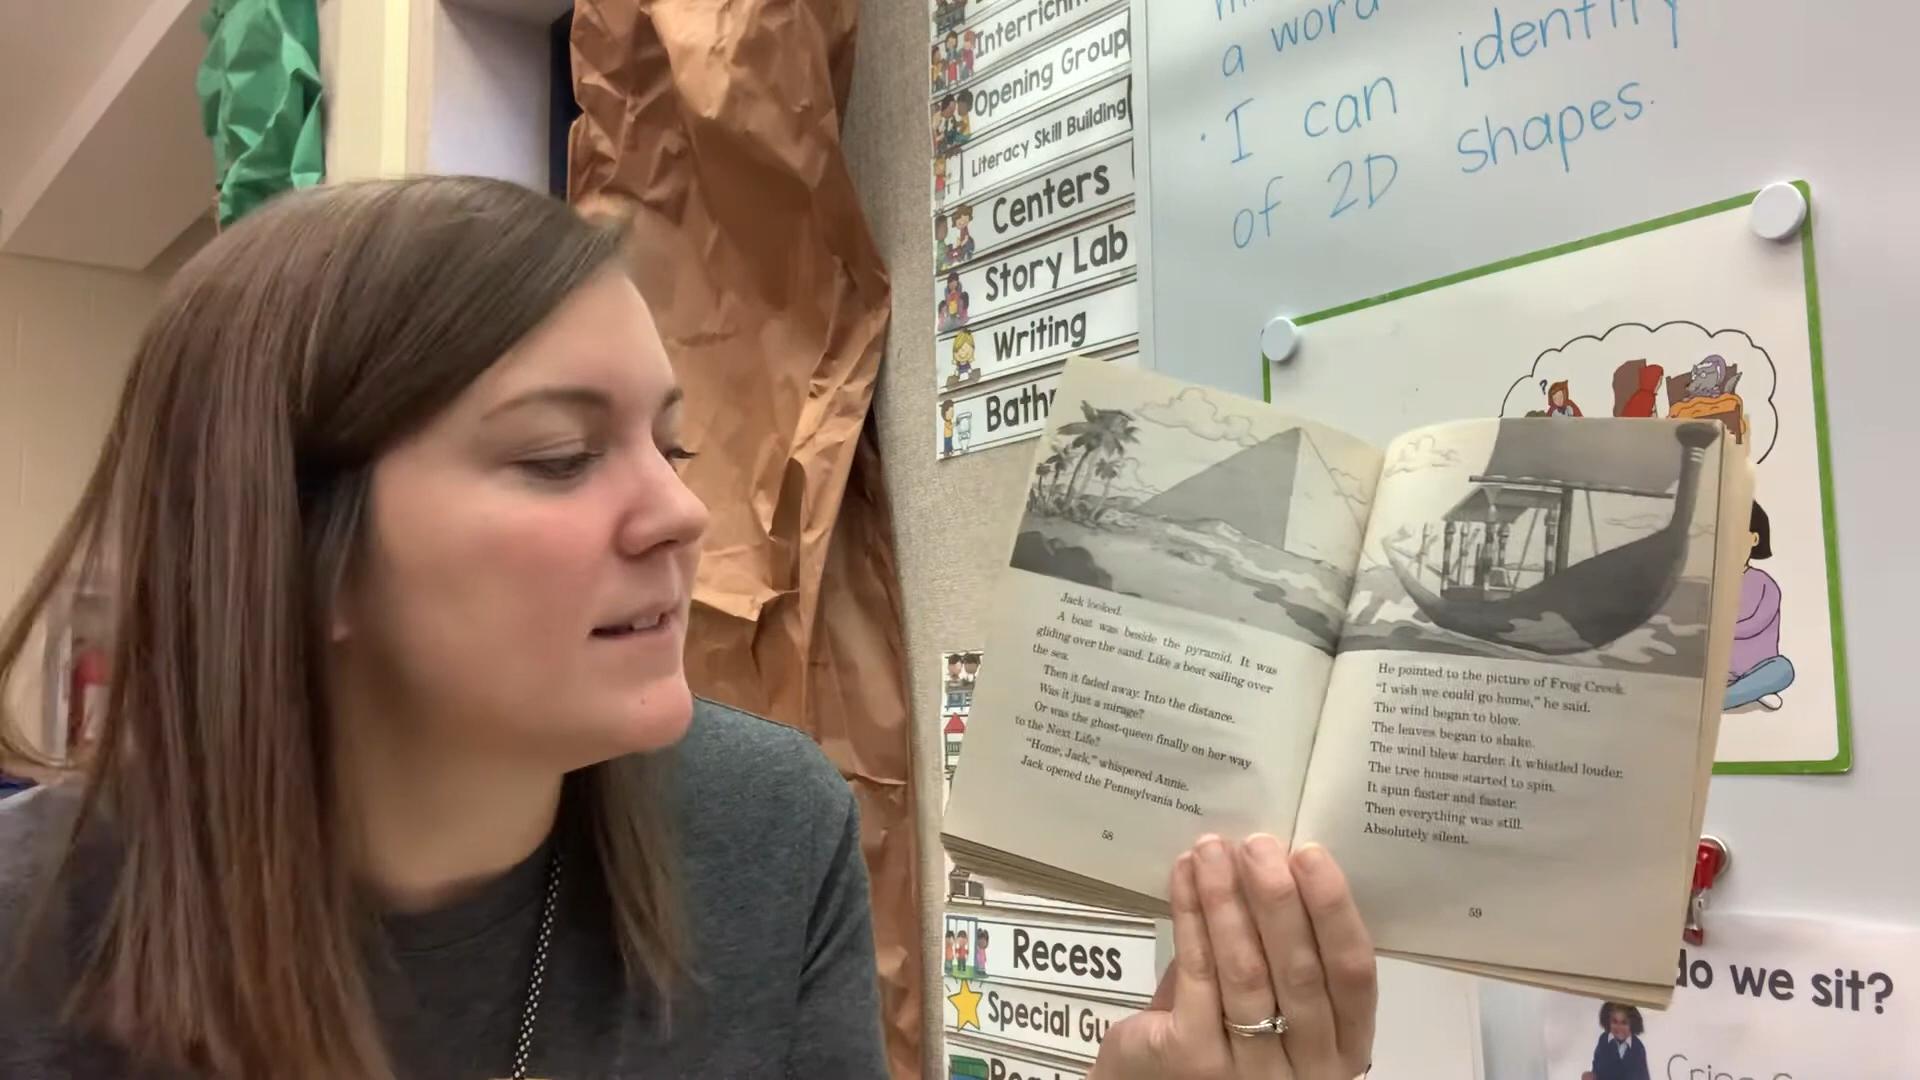 Opening Group
Literacy Skill Building
Centers
Story Lab
Writing
Recess
Special
a word
· I can identify
of 2D shapes.
Jack looked.
A boat was beside the pyramid. It was
gliding over the sand. Like a boat sailing over
the sea.
Then it faded away. Into the distance.
Was it just a mirage?
Or was the ghost-queen finally on her way
to the Next Life?
"Home, Jack," whispered Annie.
Jack opened the Pennsylvania book.
58
He pointed to the picture of Frog Creek.
"I wish we could go home," he said.
The wind began to blow.
The leaves began to shake.
The wind blew harder. It whistled louder.
The tree house started to spin.
It spun faster and faster.
Then everything was still.
Absolutely silent.
59
?
do we sit?